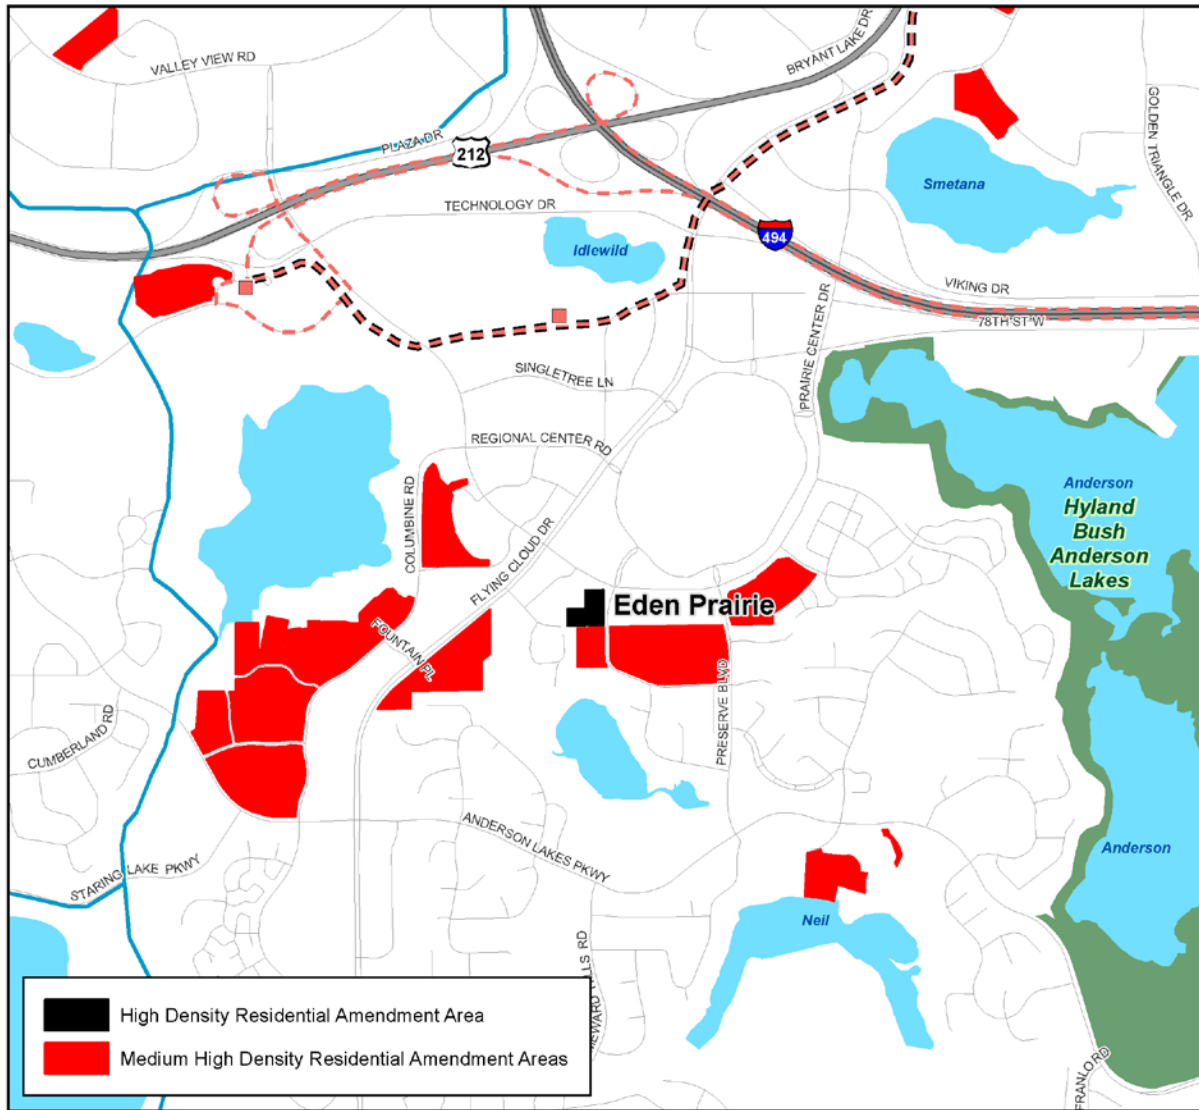 BRYANT LAKE DR
VALLEY VIEW RD
GOLDEN TRIANGLE DR
PLAZA DR
212
Smetana
TECHNOLOGY DR
494
Idlewild
VIKING DR
78TH ST W
PRAIRIE CENTER DR
SINGLETREE LN
REGIONAL CENTER RD
COLUMBINE RD
Anderson
Hyland
Bush
Anderson
Lakes
FLYING CLOUD DR
Eden Prairie
FOUNTAIN PL
PRESERVE BLVD
CUMBERLAND RD
ANDERSON LAKES PKWY
Anderson
STARING LAKE PKWY
Neil
High Density Residential Amendment Area
Medium High Density Residential Amendment Areas
FRANLO RD